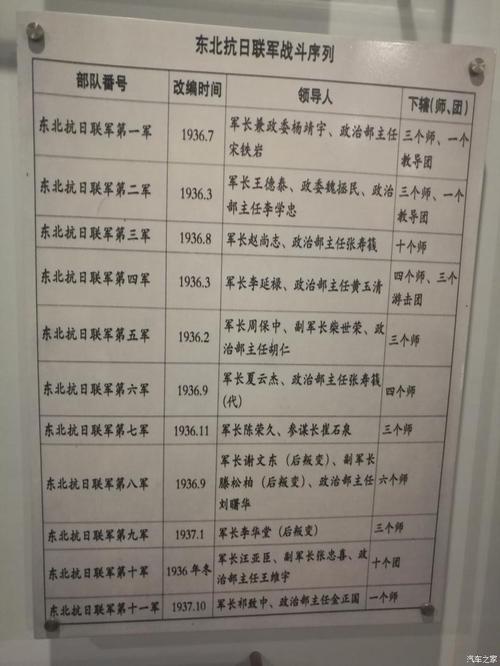 东北抗日联军战斗序列
部队番号 改编时间 领导人 下辖(师、团)
东北抗日联军第一军 1936.7 军长兼政委杨靖宇、政治部主任
宋铁岩 三个师、一个
教导团
东北抗日联军第二军 1936.3 军长王德泰、政委魏拯民、政治
部主任李学忠 三个师、一个
教导团
东北抗日联军第三军 1936.8 军长赵尚志、政治部主任张寿篯 十个师
东北抗日联军第四军 1936.3 军长李延禄、政治部主任黄玉清 四个师、三个
游击团
东北抗日联军第五军 1936.2 军长周保中、副军长柴世荣、政
治部主任胡仁 三个师
东北抗日联军第六军 1936.9 军长夏云杰、政治部主任张寿篯
(代) 四个师
东北抗日联军第七军 1936.11 军长陈荣久、参谋长崔石泉 三个师
东北抗日联军第八军 1936.9 军长谢文东(后叛变)、副军长
滕松柏(后叛变)、政治部主任
刘曙华 六个师
东北抗日联军第九军 1937.1 军长李华堂(后叛变) 三个师
东北抗日联军第十军 1936年冬 军长汪亚臣、副军长张忠喜、政
治部主任王维宇 十个团
东北抗日联军第十一军 1937.10 军长祁致中、政治部主任金正国 一个师
汽车之家